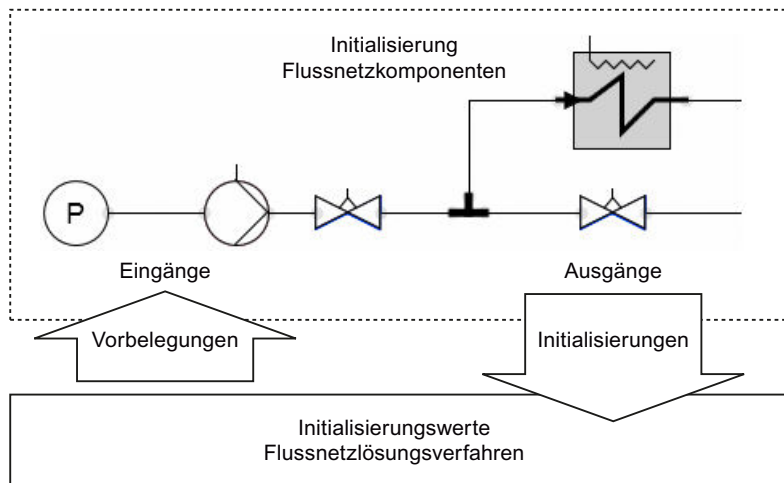 Initialisierung
Flussnetzkomponenten
P
Eingänge
Ausgänge
Vorbelegungen
Initialisierungen
Initialisierungswerte
Flussnetzlösungsverfahren